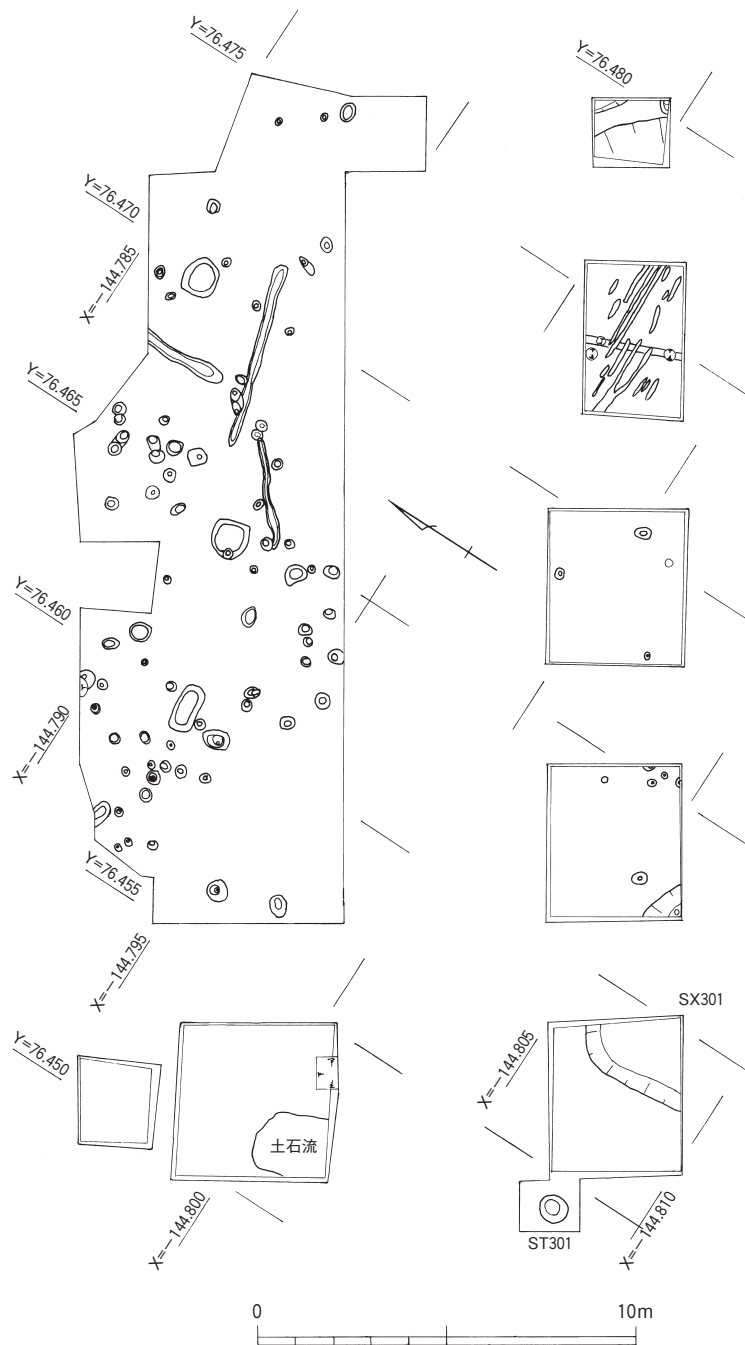 Y=76.475
Y=76.480
Y=76.470
X=-144.785
Y=76.465
Y=76.460
X=-144.790
Y=76.455
X=-144.795
SX301
Y=76.450
X=-144.805
土石流
X=-144.800
ST301
X=-144.810
0 10m